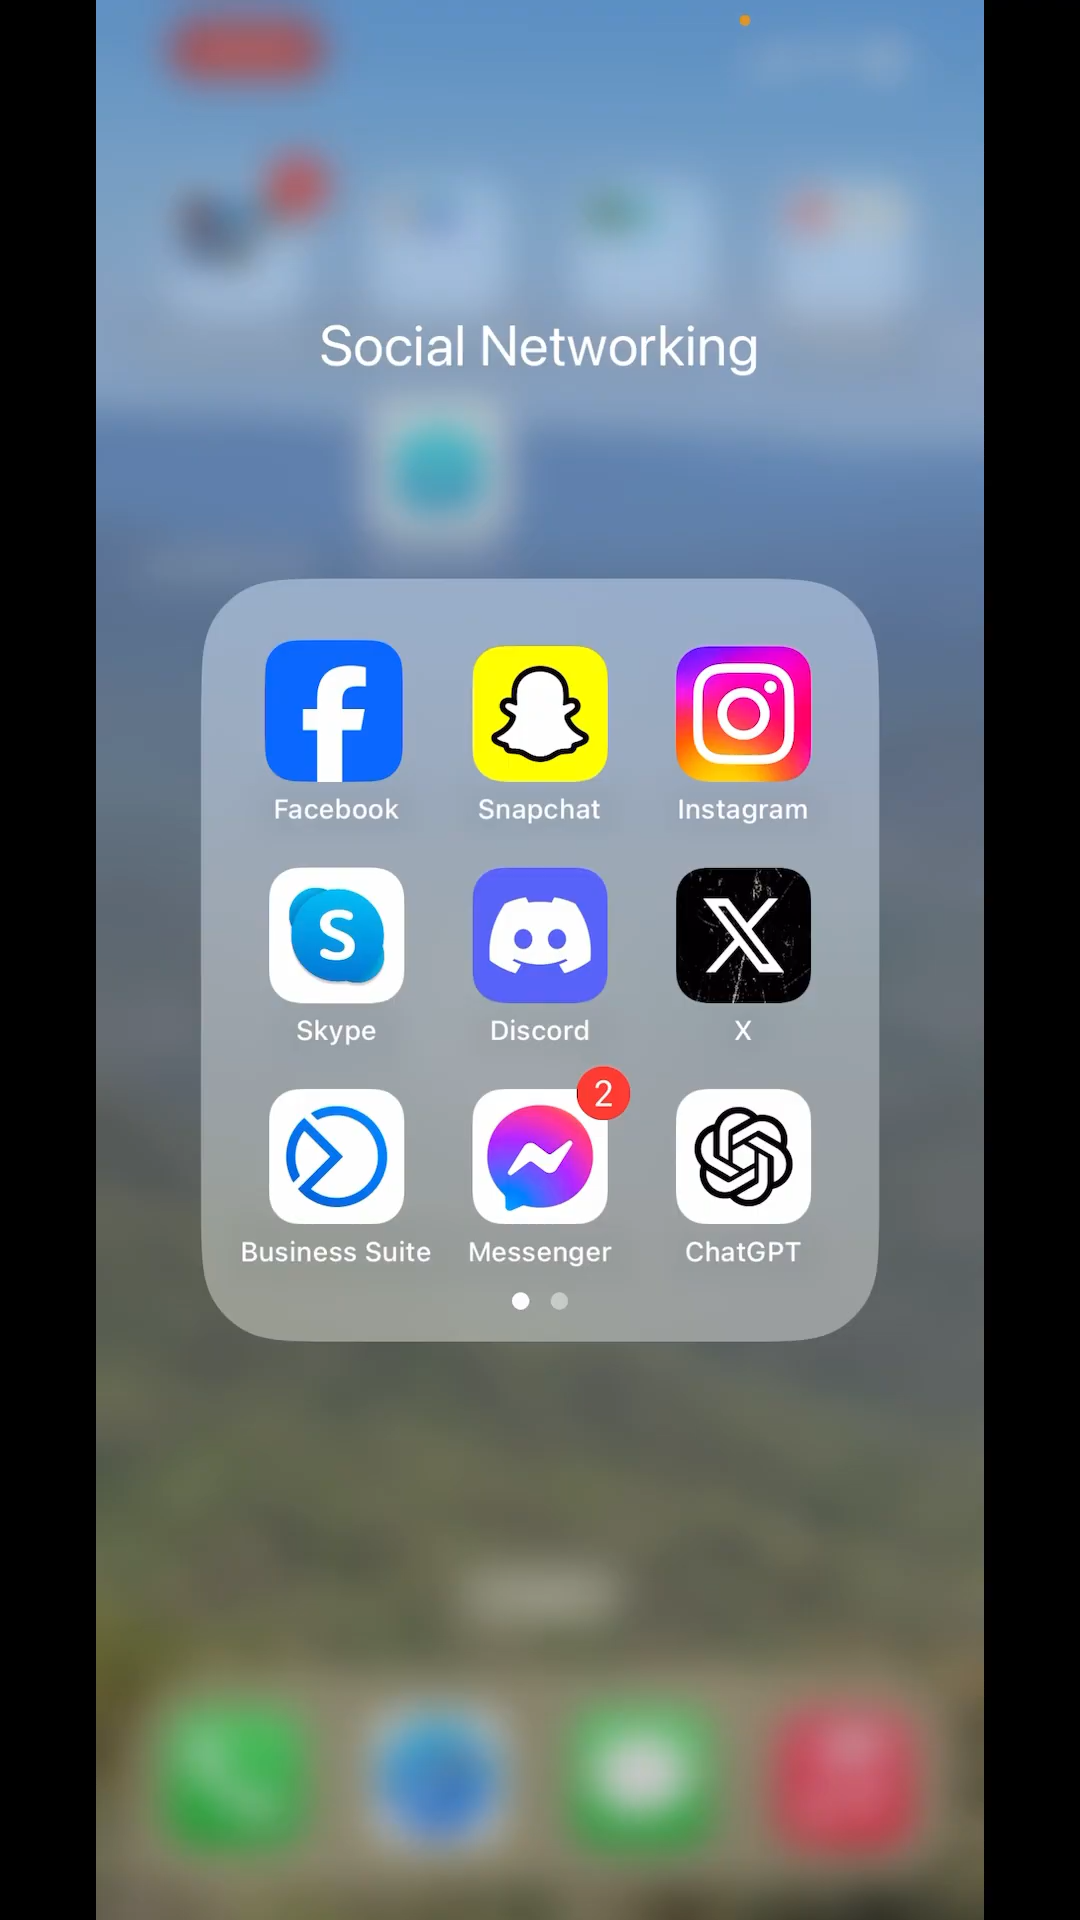 Social Networking
Facebook
Snapchat
Instagram
Skype
Discord
X
2
Business Suite
Messenger
ChatGPT